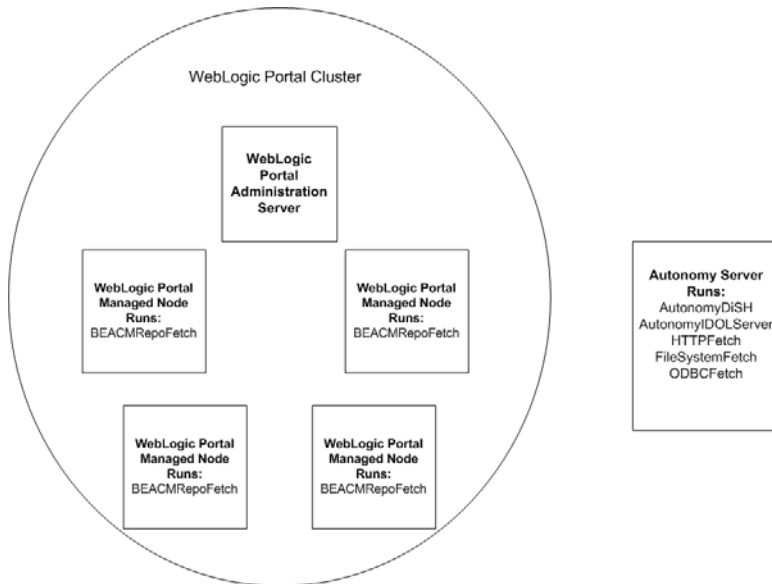 WebLogic Portal Cluster
WebLogic
Portal
Administration
Server
WebLogic Portal
Managed Node
Runs:
BEACMRepoFetch
WebLogic Portal
Managed Node
Runs:
BEACMRepoFetch
Autonomy Server
Runs:
AutonomyDiSH
AutonomyIDOLServer
HTTPFetch
FileSystemFetch
ODBCFetch
WebLogic Portal
Managed Node
Runs:
BEACMRepoFetch
WebLogic Portal
Managed Node
Runs:
BEACMRepoFetch